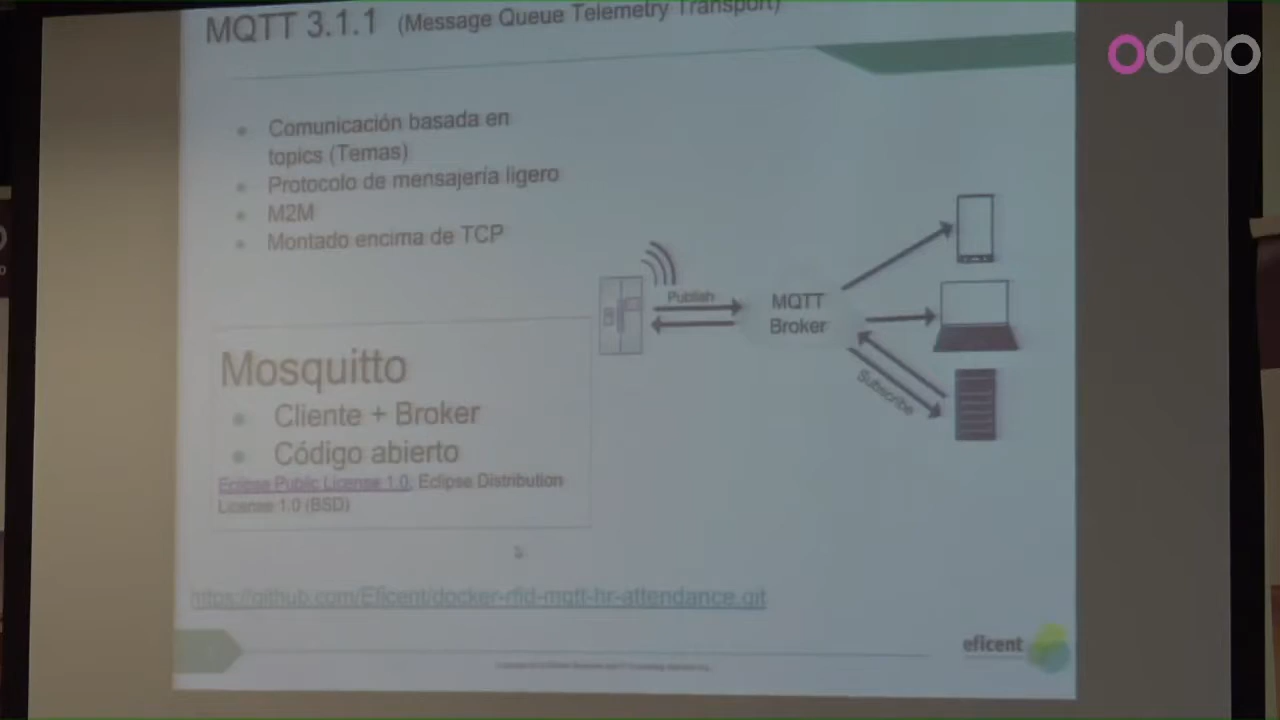 MQTT 3.1.1 (Message Queue Telemetry Transport)
odoo
Comunicación basada en
topics (Temas)
Protocolo de mensajería ligero
M2M
Montado encima de TCP
Publish
MQTT
Broker
Subscribe
Mosquitto
Cliente + Broker
Código abierto
Eclipse Public License 1.0, Eclipse Distribution
License 1.0 (BSD)
https://github.com/Eficent/docker-rfid-mqtt-hr-attendance.git
eficent